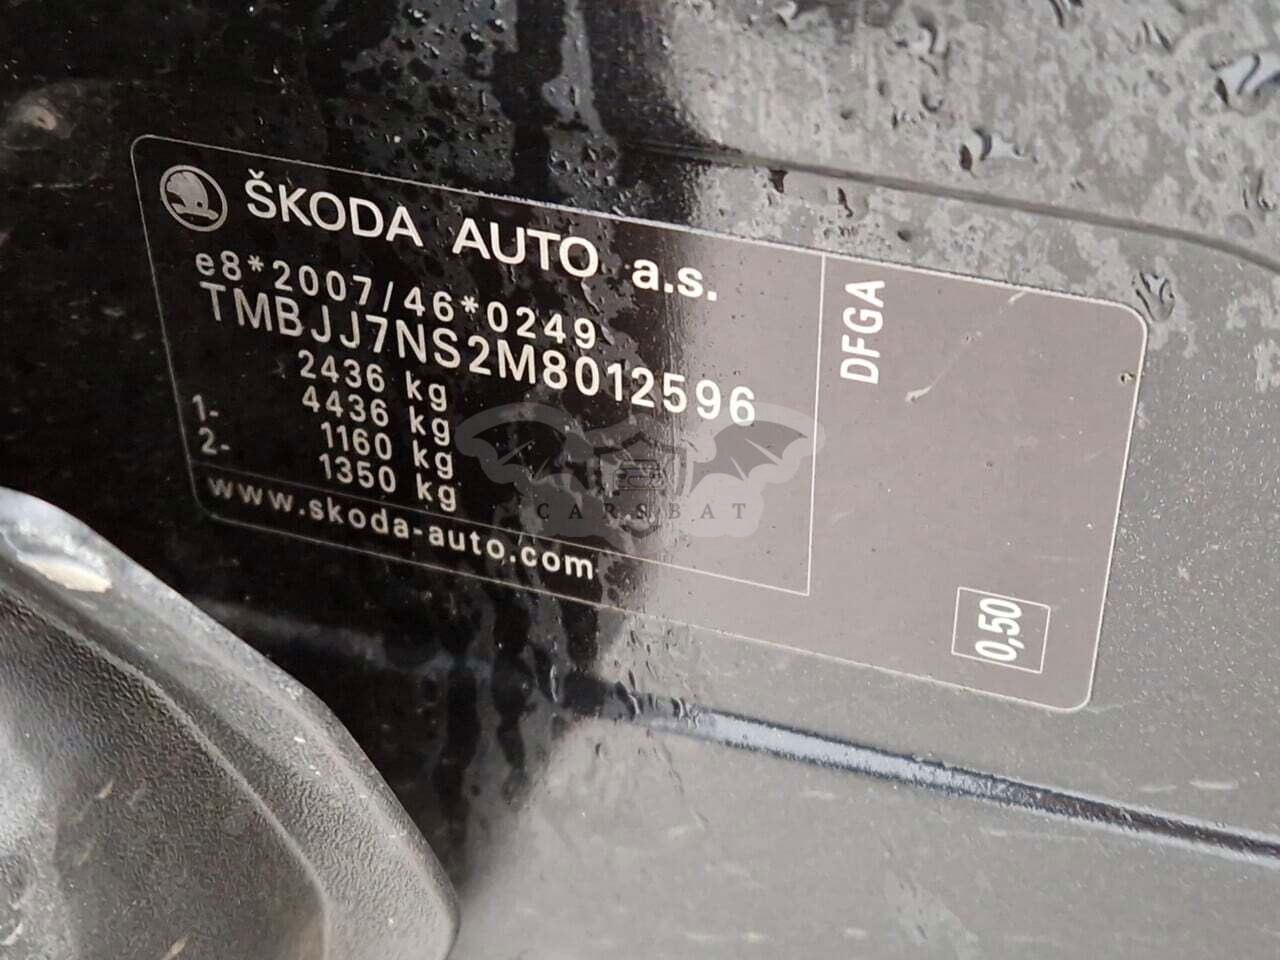 ŠKODA AUTO a.s.
e8*2007/46*0249
TMBJJ7NS2M8012596
2436 kg
4436 kg
1- 1160 kg
2- 1350 kg
www.skoda-auto.com
DFGA
0,50
CARSBAT